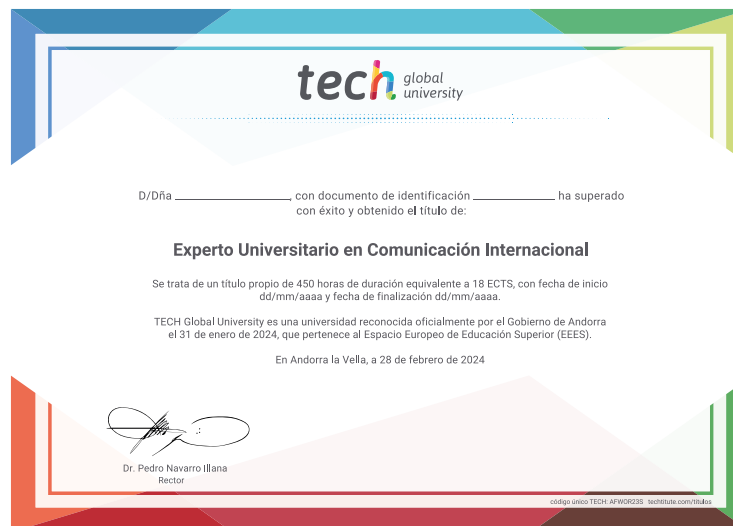 tech global university
D/Dña ______________________, con documento de identificación _______________ ha superado
con éxito y obtenido el título de:
Experto Universitario en Comunicación Internacional
Se trata de un título propio de 450 horas de duración equivalente a 18 ECTS, con fecha de inicio
dd/mm/aaaa y fecha de finalización dd/mm/aaaa.
TECH Global University es una universidad reconocida oficialmente por el Gobierno de Andorra
el 31 de enero de 2024, que pertenece al Espacio Europeo de Educación Superior (EEES).
En Andorra la Vella, a 28 de febrero de 2024
Dr. Pedro Navarro Illana
Rector
código único TECH: AFWOR23S techtitute.com/titulos